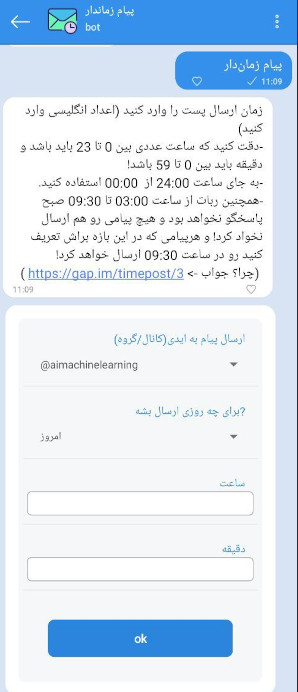 پیام زماندار
bot
پیام زمان‌دار
11:09
زمان ارسال پست را وارد کنید (اعداد انگلیسی وارد
کنید)
-دقت کنید که ساعت عددی بین 0 تا 23 باید باشد و
دقیقه باید بین 0 تا 59 باشد!
-به جای ساعت 24:00 از 00:00 استفاده کنید.
-همچنین ربات از ساعت 03:00 تا 09:30 صبح
پاسخگو نخواهد بود و هیچ پیامی رو هم ارسال
نخواد کرد! و هرپیامی که در این بازه براش تعریف
کنید رو در ساعت 09:30 ارسال خواهد کرد!
(چرا؟ جواب -> https://gap.im/timepost/3 )
11:09
ارسال پیام به ایدی(کانال/گروه)
@aimachinelearning
برای چه روزی ارسال بشه?
امروز
ساعت
دقیقه
ok